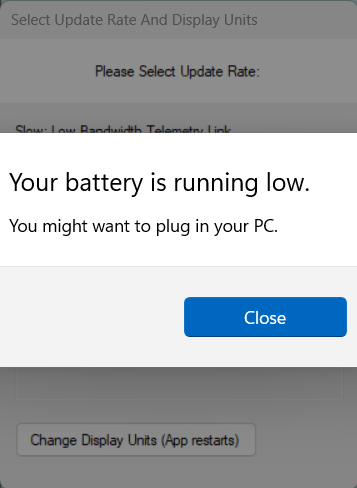 Select Update Rate And Display Units
Please Select Update Rate:
Slow: Low Bandwidth Telemetry Link
Your battery is running low.
You might want to plug in your PC.
Close
Change Display Units (App restarts)